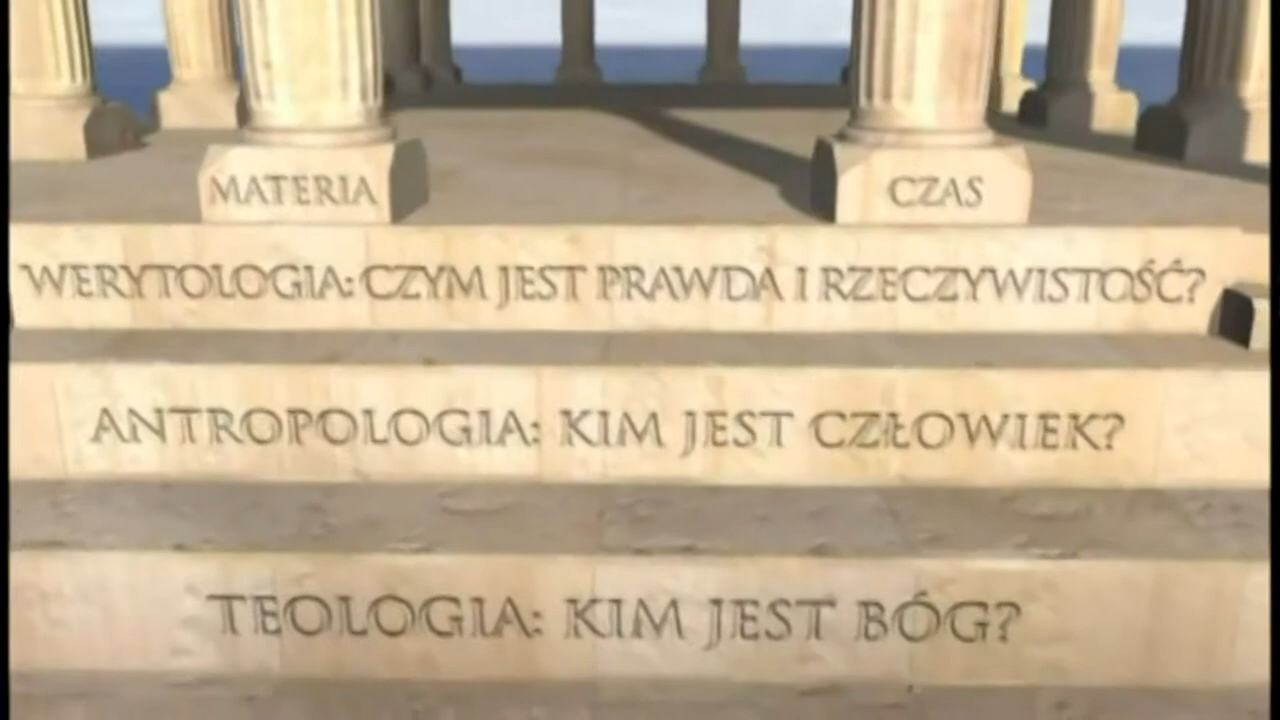 MATERIA
CZAS
WERYTOLOGIA: CZYM JEST PRAWDA I RZECZYWISTOŚĆ?
ANTROPOLOGIA: KIM JEST CZŁOWIEK?
TEOLOGIA: KIM JEST BÓG?